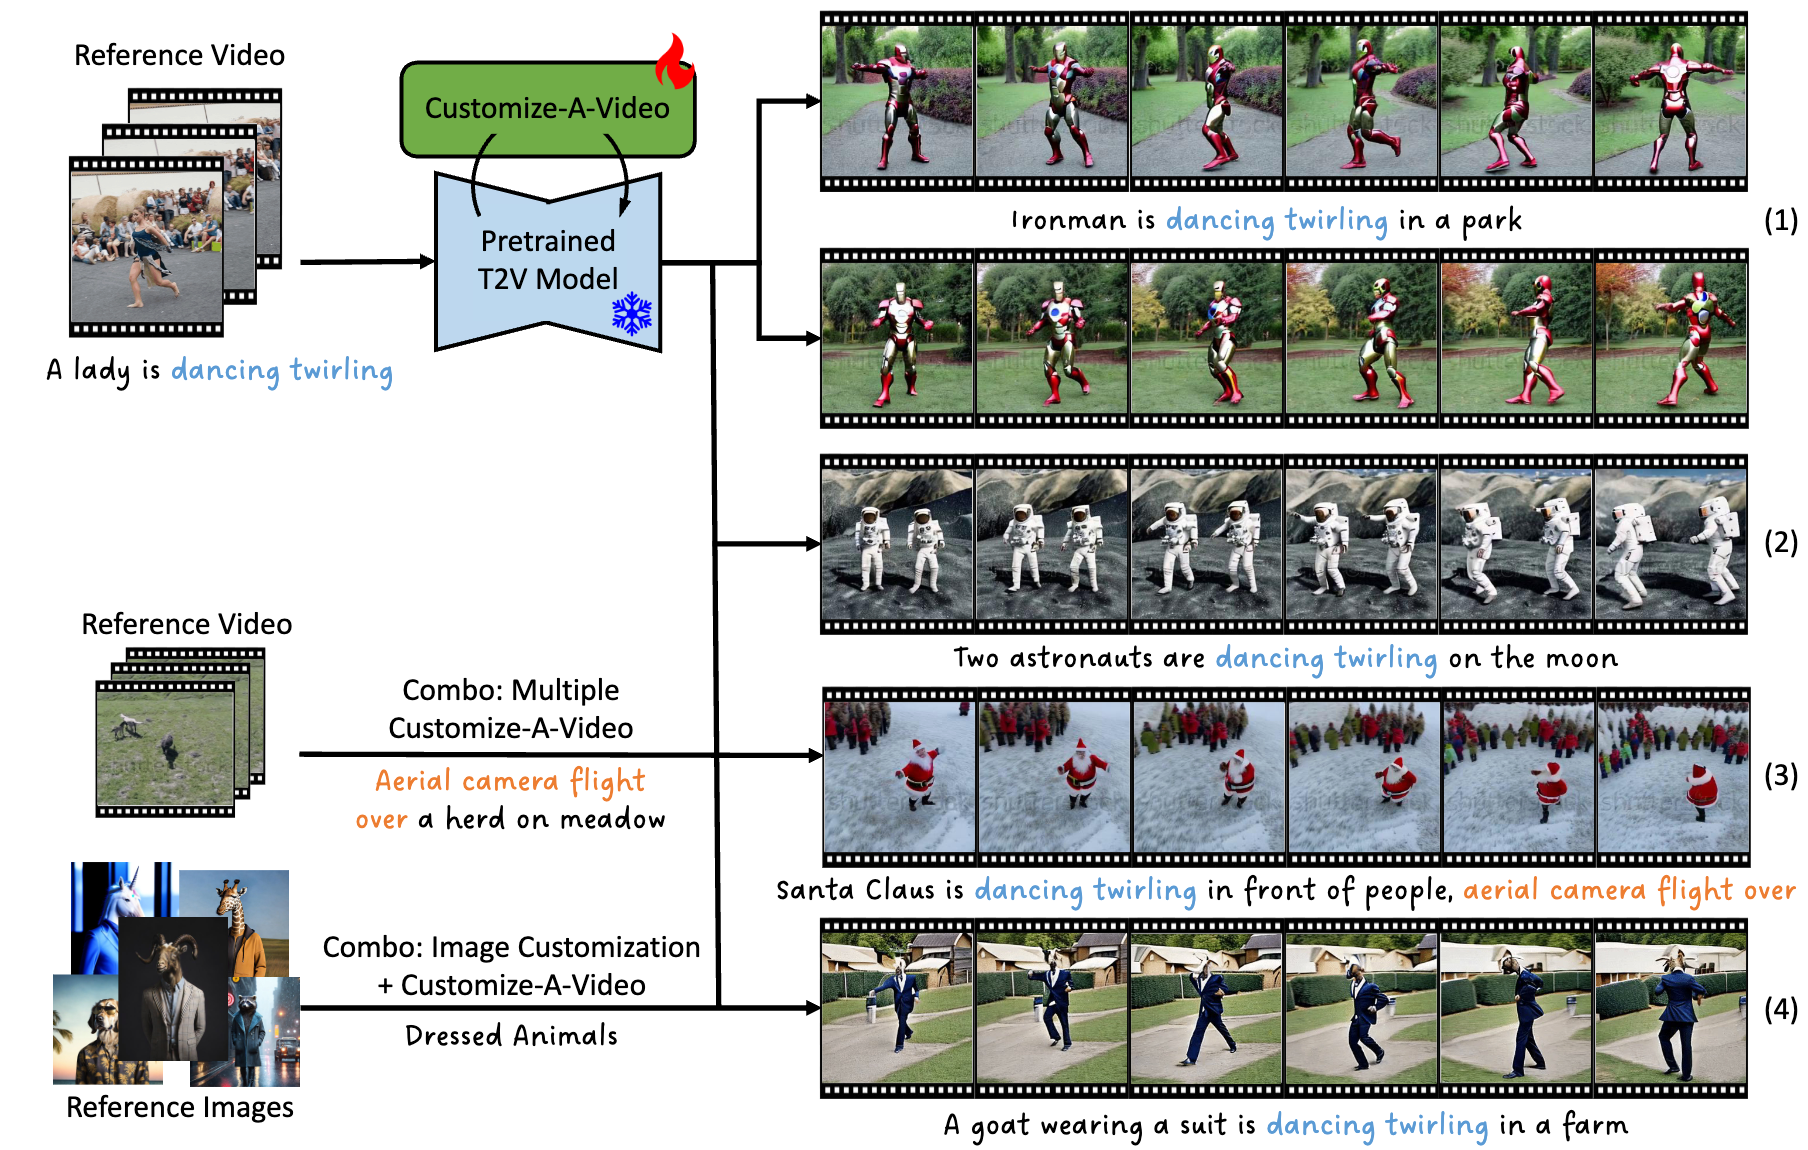 Reference Video
Customize-A-Video
Pretrained
T2V Model
A lady is dancing twirling
shutterstock
Ironman is dancing twirling in a park
(1)
(2)
Two astronauts are dancing twirling on the moon
Reference Video
Combo: Multiple
Customize-A-Video
Aerial camera flight
over a herd on meadow
(3)
Santa Claus is dancing twirling in front of people, aerial camera flight over
Combo: Image Customization
+ Customize-A-Video
Dressed Animals
Reference Images
(4)
A goat wearing a suit is dancing twirling in a farm